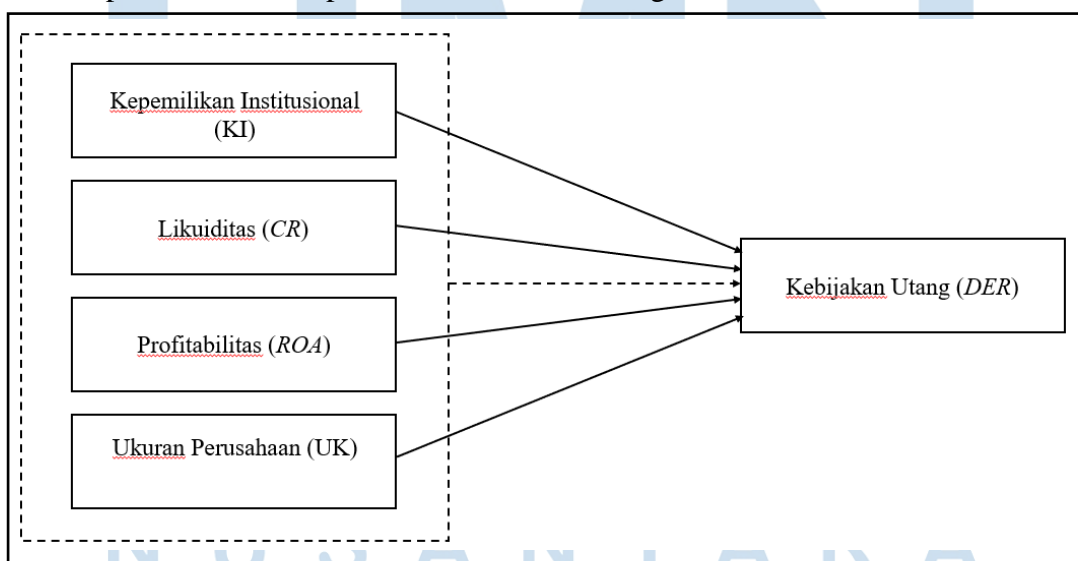 Kepemilikan Institusional
(KI)
Likuiditas (CR)
Profitabilitas (ROA)
Ukuran Perusahaan (UK)
Kebijakan Utang (DER)